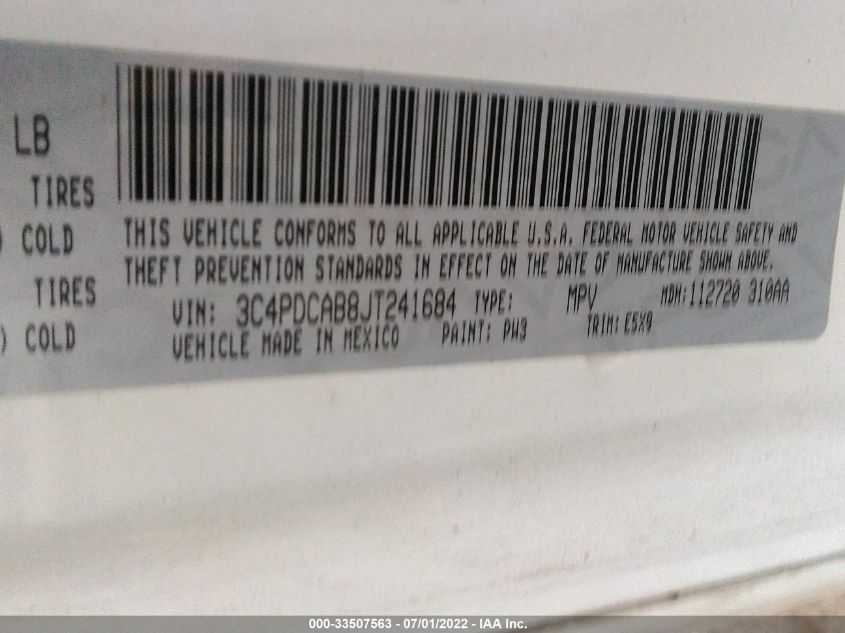 LB
TIRES
) COLD
TIRES
) COLD
THIS VEHICLE CONFORMS TO ALL APPLICABLE U.S.A. FEDERAL MOTOR VEHICLE SAFETY AND
THEFT PREVENTION STANDARDS IN EFFECT ON THE DATE OF MANUFACTURE SHOWN ABOVE.
VIN: 3C4PDCAB8JT241684 TYPE: MPV MDH: 112720 310AA
VEHICLE MADE IN MEXICO PAINT: PW3 TRIM: E5X9
000-33507563 - 07/01/2022 - IAA Inc.